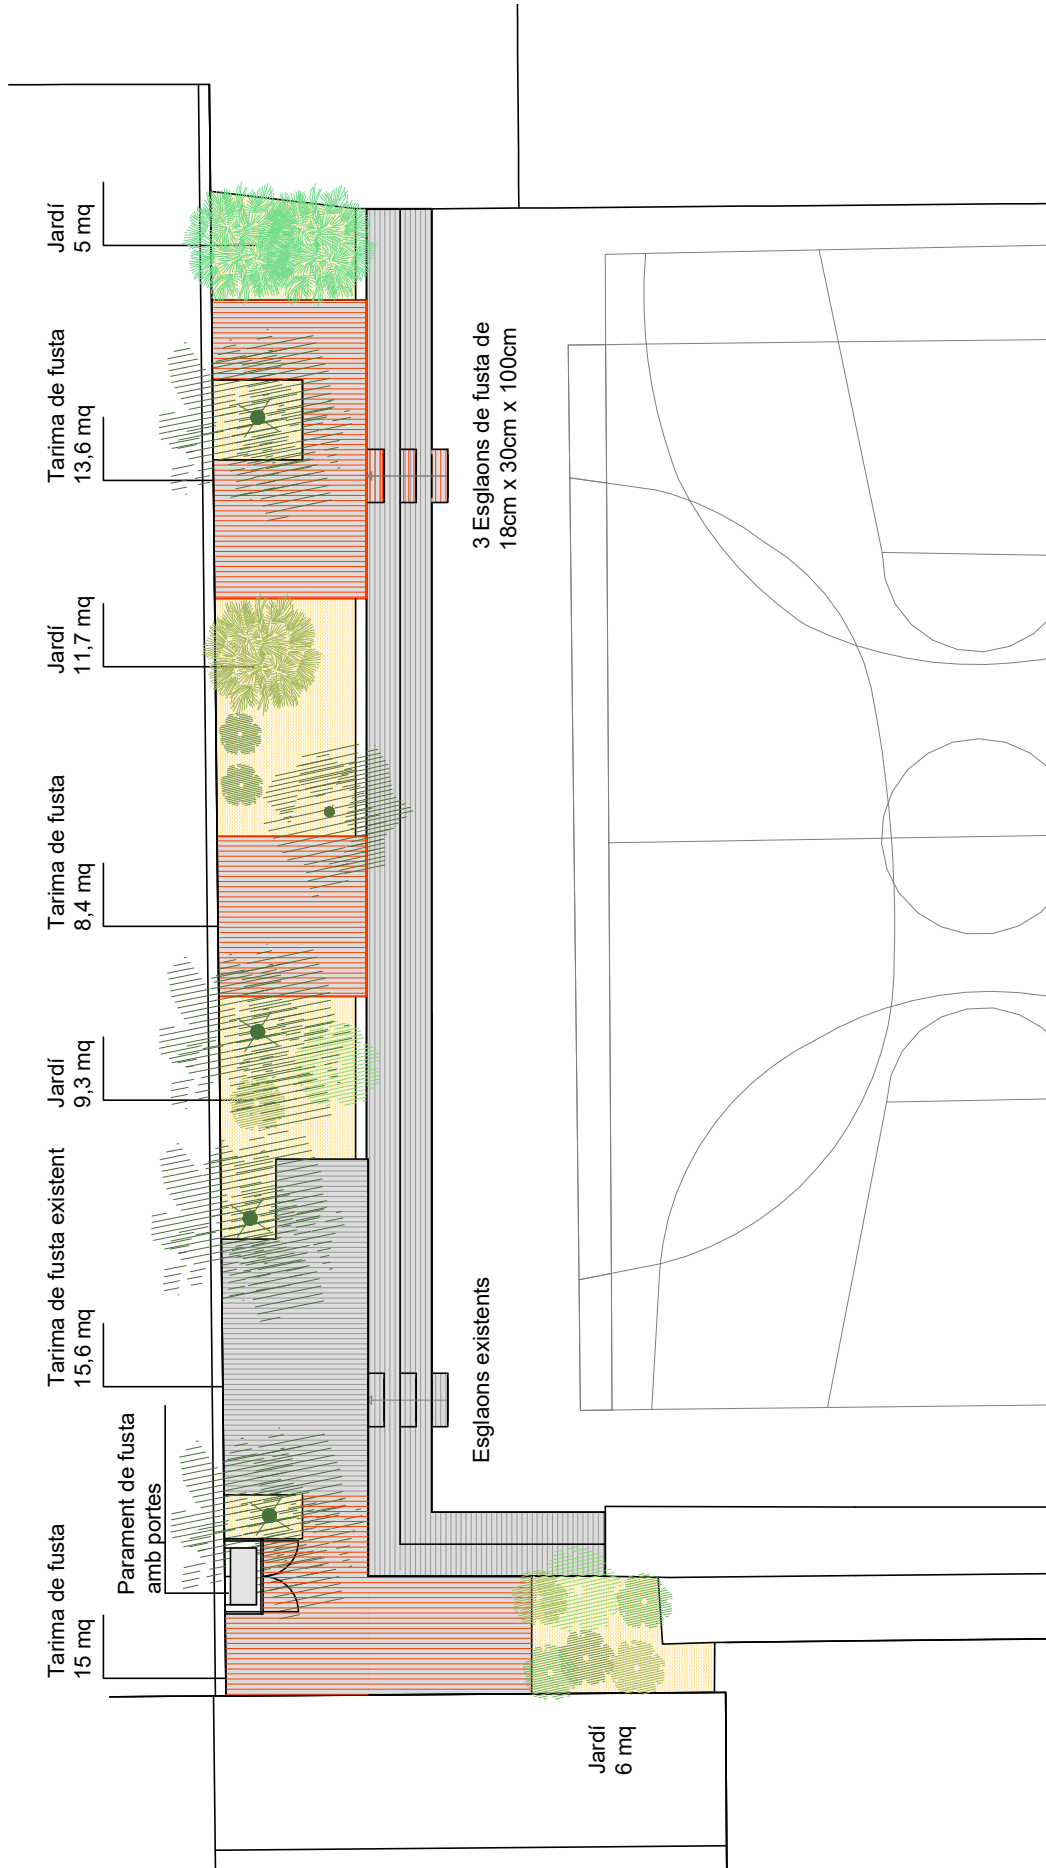 Tarima de fusta
15 mq
Parament de fusta
amb portes
Tarima de fusta existent
15,6 mq
Jardí
9,3 mq
Tarima de fusta
8,4 mq
Jardí
11,7 mq
Tarima de fusta
13,6 mq
Jardí
5 mq
Esglaons existents
3 Esglaons de fusta de
18cm x 30cm x 100cm
Jardí
6 mq